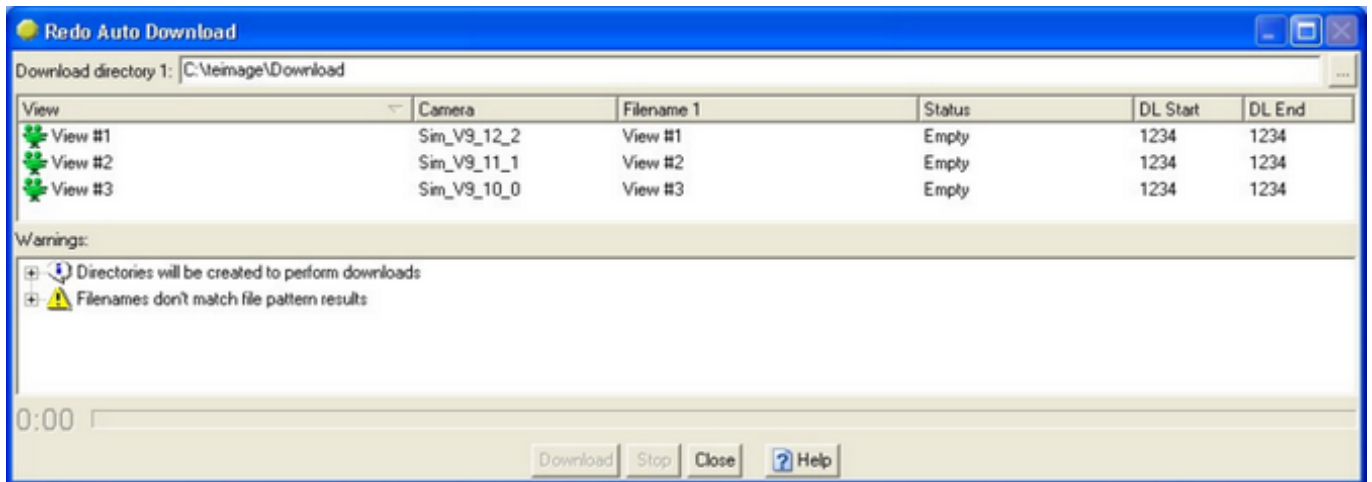 Redo Auto Download
Download directory 1: C:\teimage\Download ...
View Camera Filename 1 Status DL Start DL End
View #1 Sim_V9_12_2 View #1 Empty 1234 1234
View #2 Sim_V9_11_1 View #2 Empty 1234 1234
View #3 Sim_V9_10_0 View #3 Empty 1234 1234
Warnings:
Directories will be created to perform downloads
Filenames don't match file pattern results
0:00
Download Stop Close Help